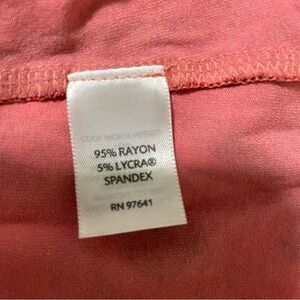 95% RAYON
5% LYCRA®
SPANDEX
RN 97641